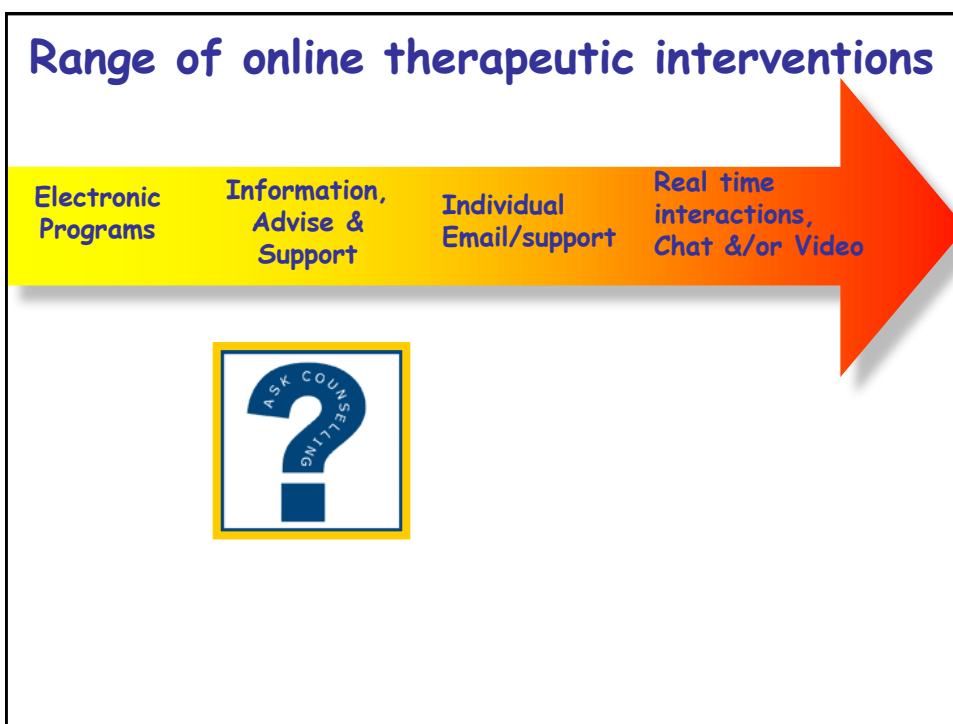 Range of online therapeutic interventions
Electronic
Programs
Information,
Advise &
Support
Individual
Email/support
Real time
interactions,
Chat &/or Video
ASK COUNSELLING